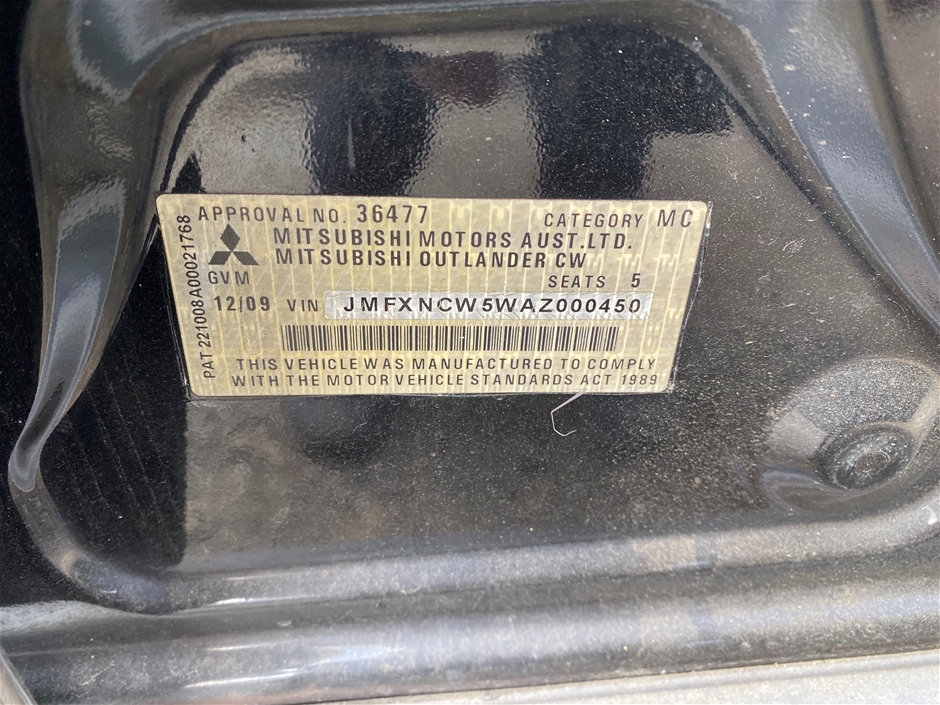 APPROVAL NO. 36477 CATEGORY MC
MITSUBISHI MOTORS AUST.LTD.
MITSUBISHI OUTLANDER CW
GVM SEATS 5
12/09 VIN JMFXNCW5WAZ000450
THIS VEHICLE WAS MANUFACTURED TO COMPLY
WITH THE MOTOR VEHICLE STANDARDS ACT 1989
PAT 221008A00021768